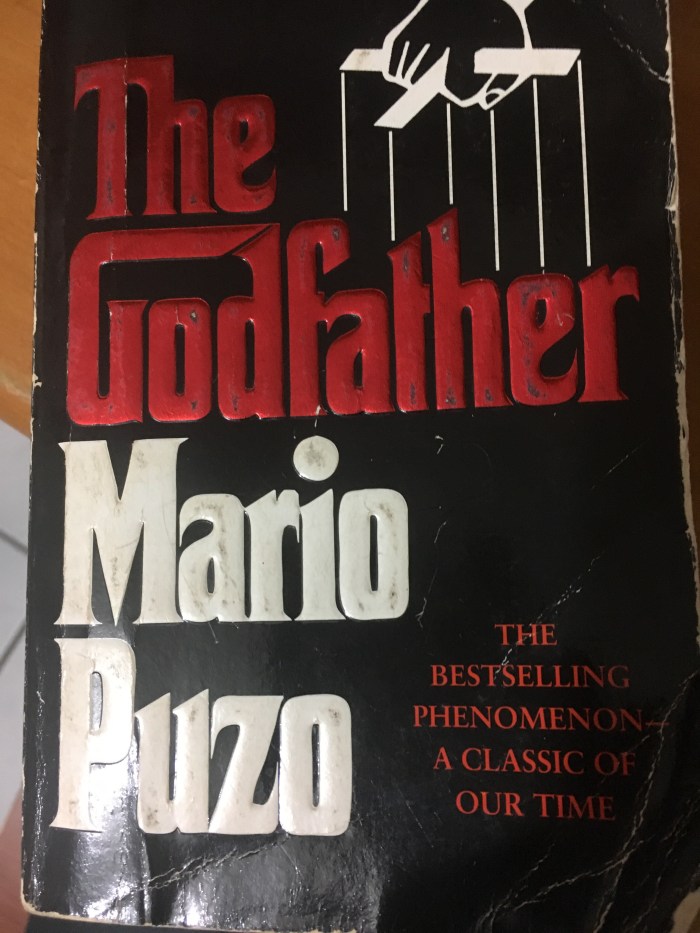 The
Godfather
Mario
Puzo
THE
BESTSELLING
PHENOMENON—
A CLASSIC OF
OUR TIME